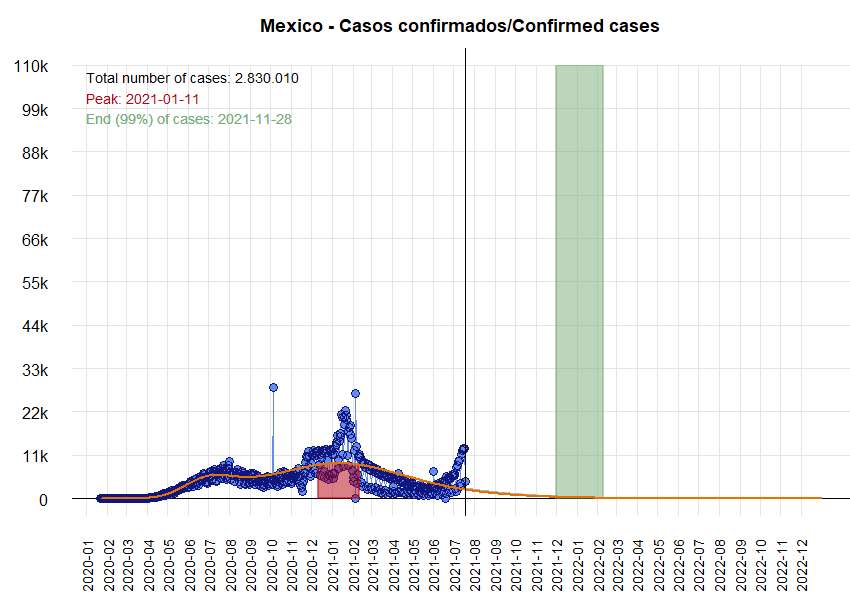 Mexico - Casos confirmados/Confirmed cases
110k
99k
88k
77k
66k
55k
44k
33k
22k
11k
0
Total number of cases: 2.830.010
Peak: 2021-01-11
End (99%) of cases: 2021-11-28
2020-01
2020-02
2020-03
2020-04
2020-05
2020-06
2020-07
2020-08
2020-09
2020-10
2020-11
2020-12
2021-01
2021-02
2021-03
2021-04
2021-05
2021-06
2021-07
2021-08
2021-09
2021-10
2021-11
2021-12
2022-01
2022-02
2022-03
2022-04
2022-05
2022-06
2022-07
2022-08
2022-09
2022-10
2022-11
2022-12